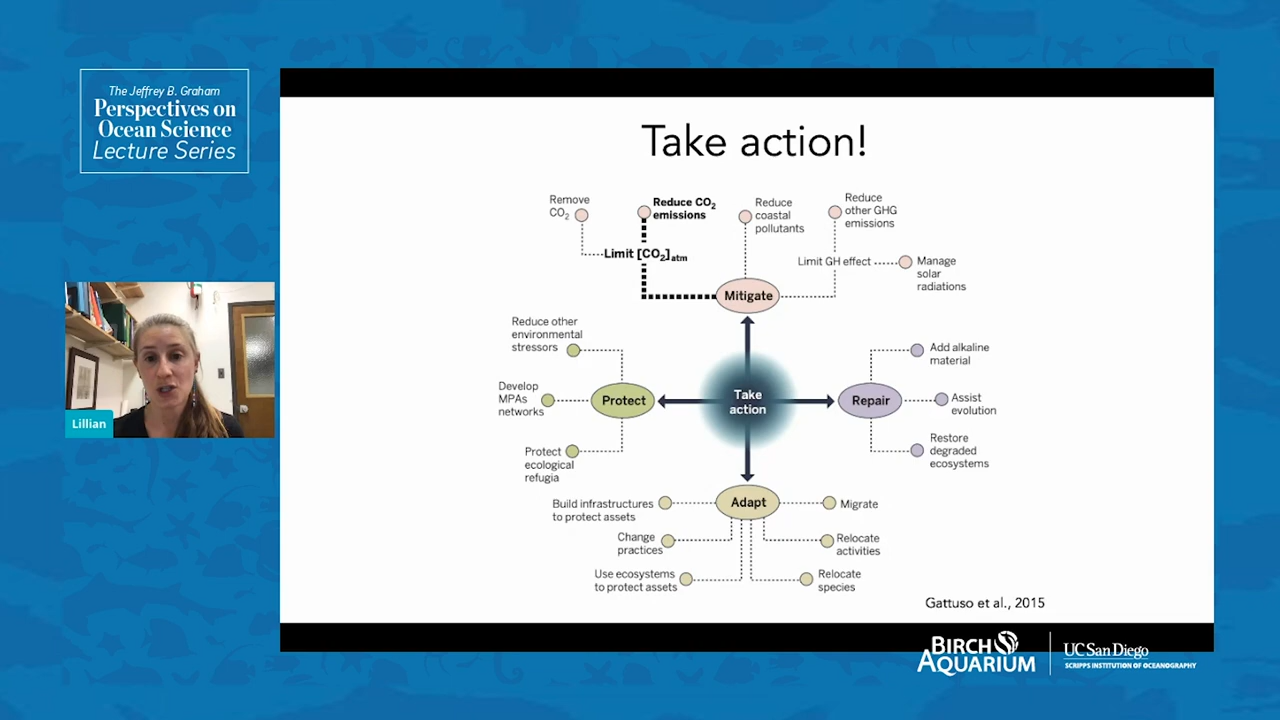 The Jeffrey B. Graham
Perspectives on
Ocean Science
Lecture Series
Take action!
Remove
CO₂
Reduce CO₂
emissions
Reduce
coastal
pollutants
Reduce
other GHG
emissions
Limit [CO₂]atm
Limit GH effect
Manage
solar
radiations
Mitigate
Reduce other
environmental
stressors
Develop
MPAs
networks
Protect
ecological
refugia
Protect
Take
action
Repair
Add alkaline
material
Assist
evolution
Restore
degraded
ecosystems
Adapt
Build infrastructures
to protect assets
Change
practices
Use ecosystems
to protect assets
Migrate
Relocate
activities
Relocate
species
Gattuso et al., 2015
Lillian
BIRCH
AQUARIUM
UC San Diego
SCRIPPS INSTITUTION OF OCEANOGRAPHY